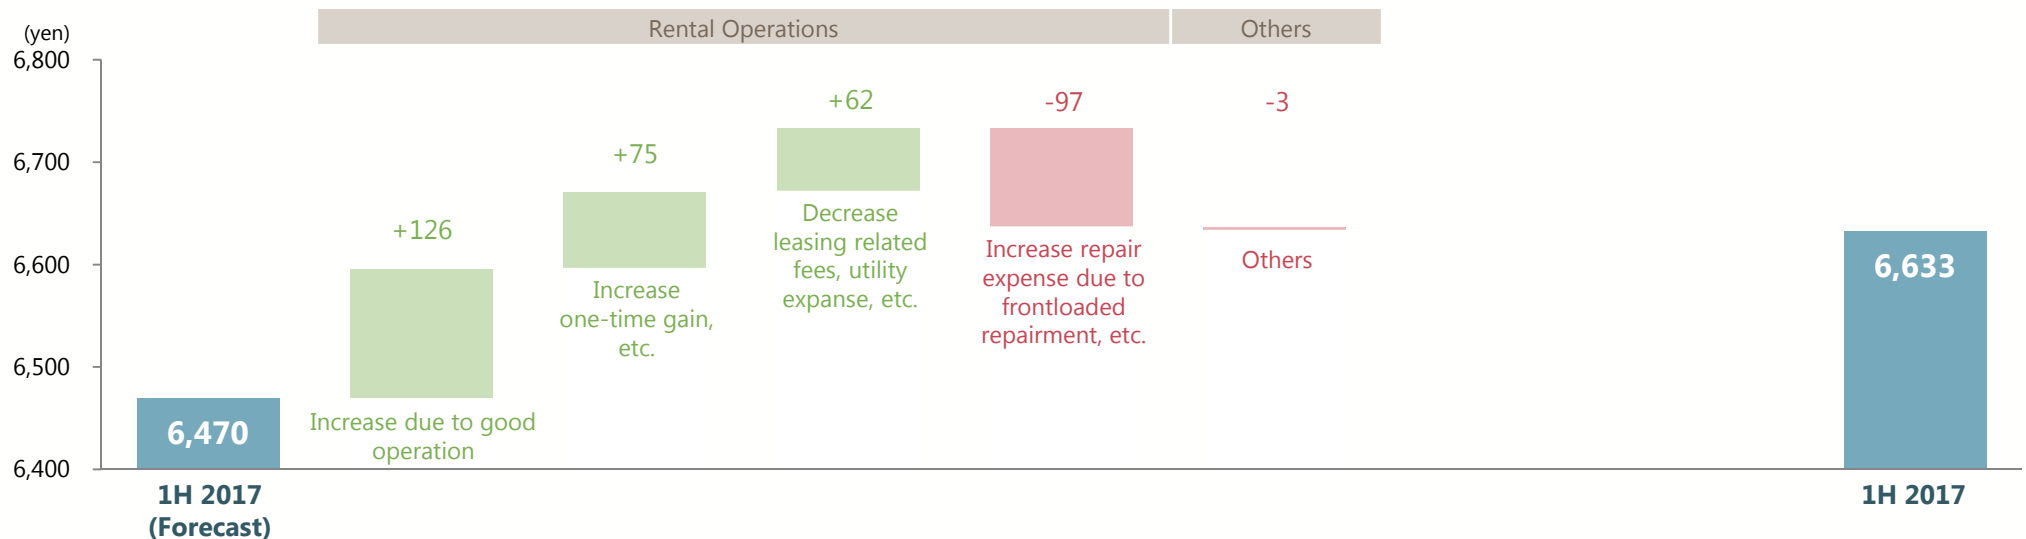 Rental Operations
Others
(yen)
6,800
6,700
6,600
6,500
6,400
6,470
1H 2017
(Forecast)
+126
Increase due to good
operation
+75
Increase
one-time gain,
etc.
+62
Decrease
leasing related
fees, utility
expanse, etc.
-97
Increase repair
expense due to
frontloaded
repairment, etc.
-3
Others
6,633
1H 2017